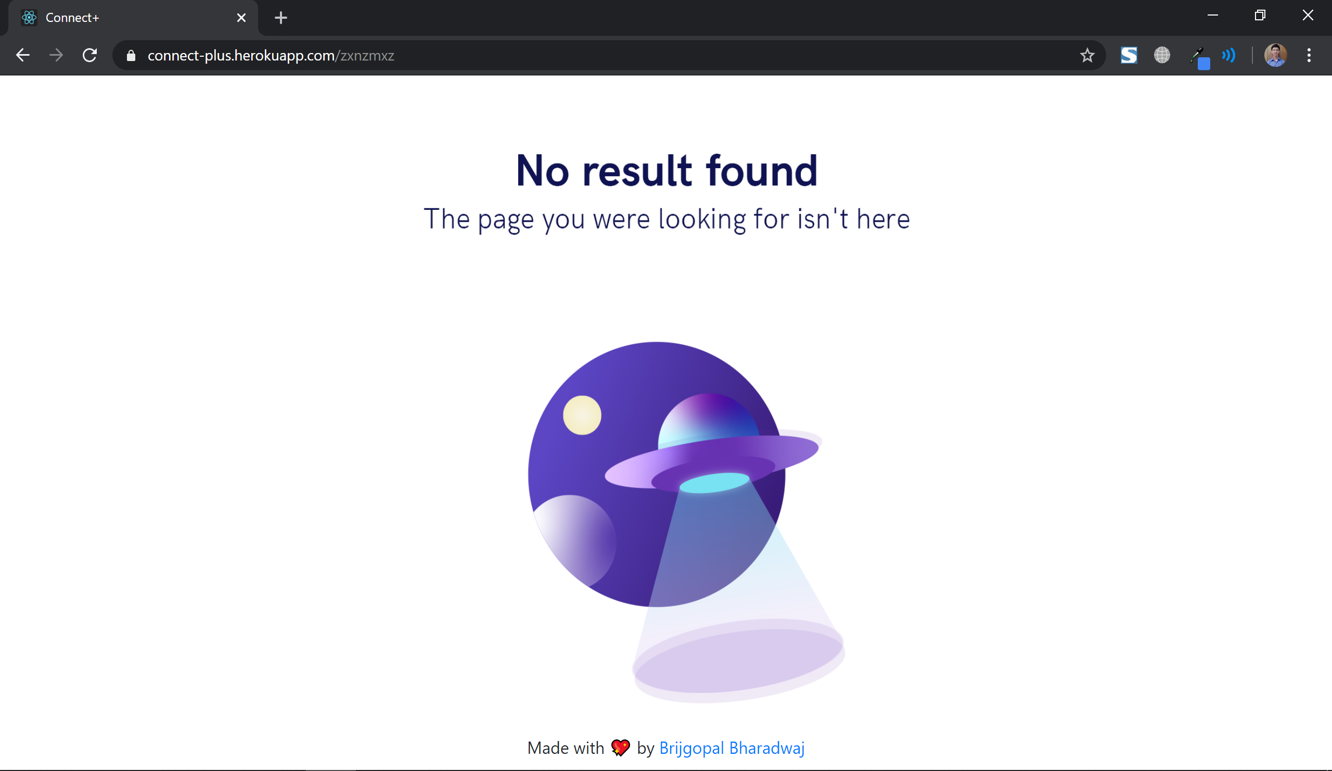 Connect+
connect-plus.herokuapp.com/zxnzmxz
No result found
The page you were looking for isn't here
Made with 💖 by Brijgopal Bharadwaj